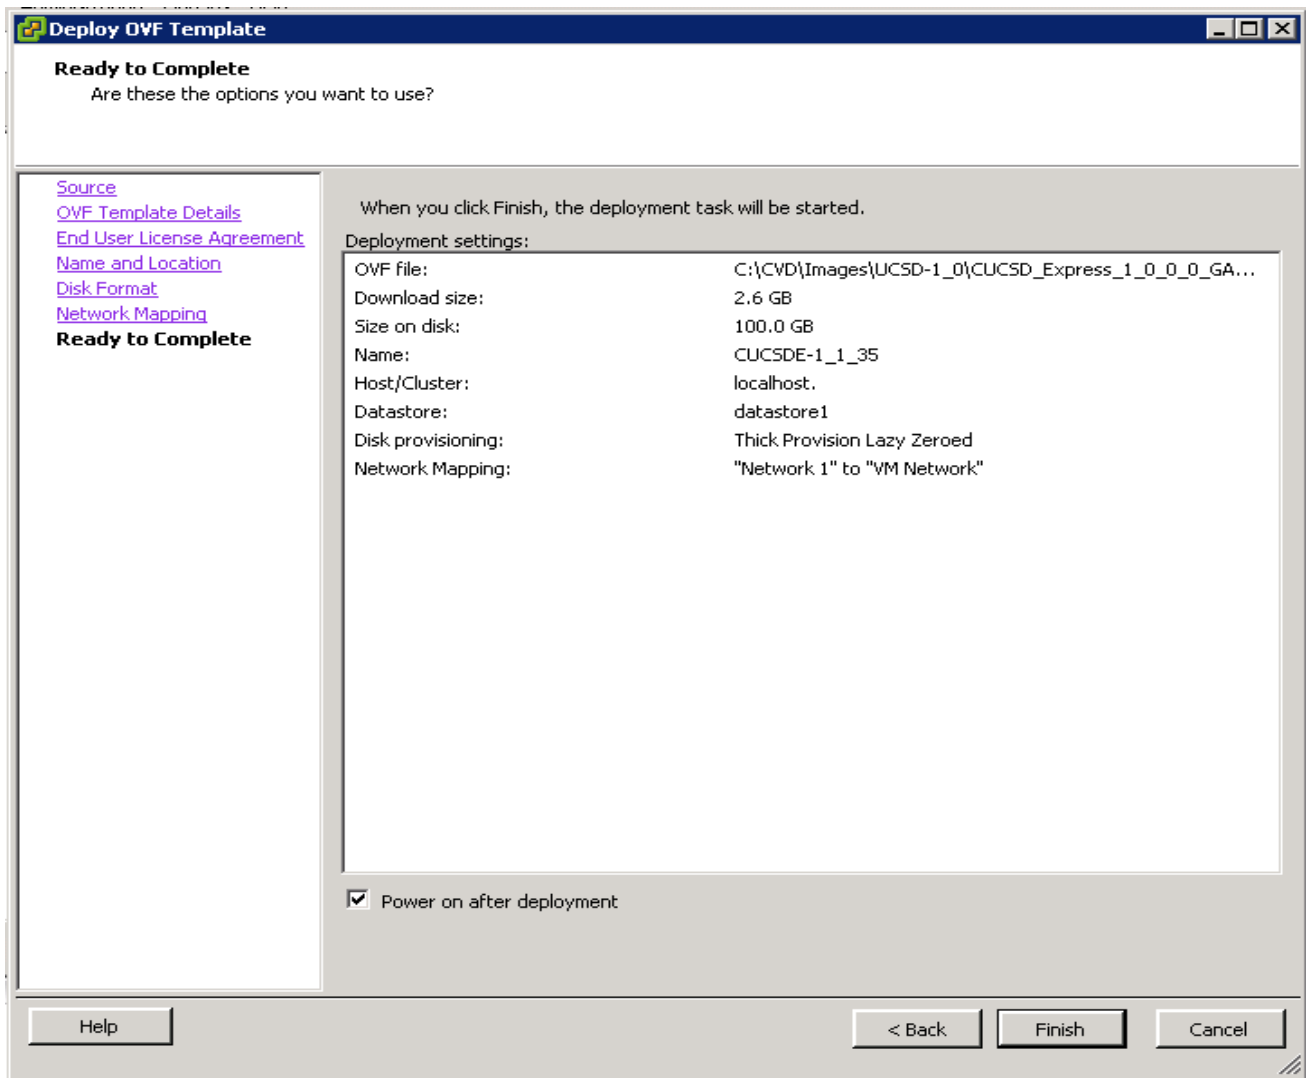 Deploy OVF Template
Ready to Complete
Are these the options you want to use?
Source
OVF Template Details
End User License Agreement
Name and Location
Disk Format
Network Mapping
Ready to Complete
When you click Finish, the deployment task will be started.
Deployment settings:
OVF file: C:\CVD\Images\UCSD-1_0\CUCSD_Express_1_0_0_0_GA...
Download size: 2.6 GB
Size on disk: 100.0 GB
Name: CUCSDE-1_1_35
Host/Cluster: localhost.
Datastore: datastore1
Disk provisioning: Thick Provision Lazy Zeroed
Network Mapping: "Network 1" to "VM Network"
Power on after deployment
Help
< Back
Finish
Cancel